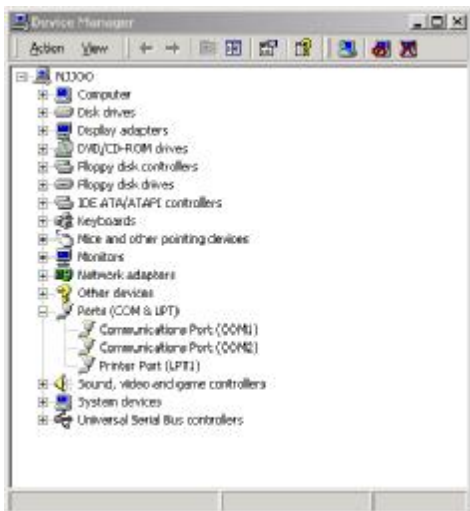 Device Manager
Action View
Computer
Disk drives
Display adapters
DVD/CD-ROM drives
Floppy disk controllers
Floppy disk drives
IDE ATA/ATAPI controllers
Keyboards
Mice and other pointing devices
Monitors
Network adapters
Other devices
Ports (COM & LPT)
Communications Port (COM1)
Communications Port (COM2)
Printer Port (LPT1)
Sound, video and game controllers
System devices
Universal Serial Bus controllers